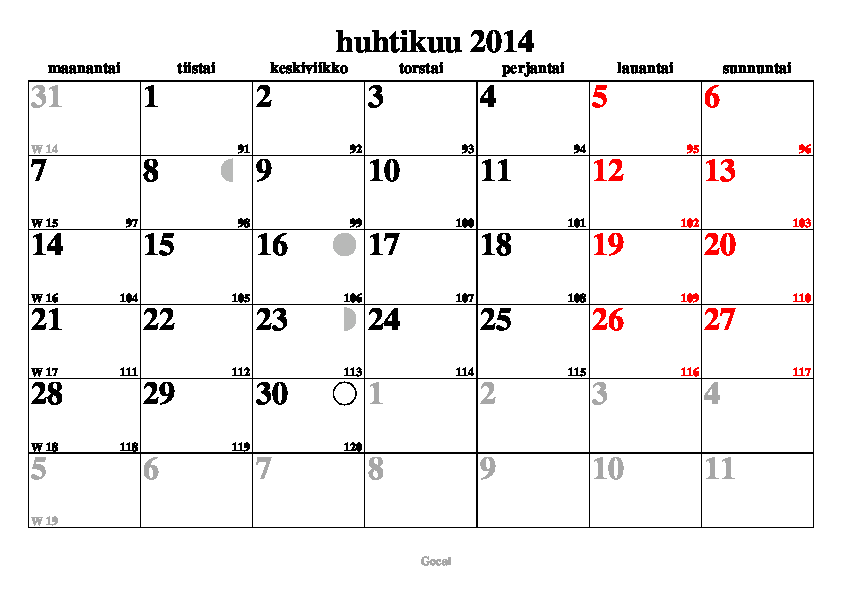 huhtikuu 2014
maanantai tiistai keskiviikko torstai perjantai lauantai sunnuntai
31 1 2 3 4 5 6
W 14 91 92 93 94 95 96
7 8 9 10 11 12 13
W 15 97 98 99 100 101 102 103
14 15 16 17 18 19 20
W 16 104 105 106 107 108 109 110
21 22 23 24 25 26 27
W 17 111 112 113 114 115 116 117
28 29 30 1 2 3 4
W 18 118 119 120
5 6 7 8 9 10 11
W 19
Gocal